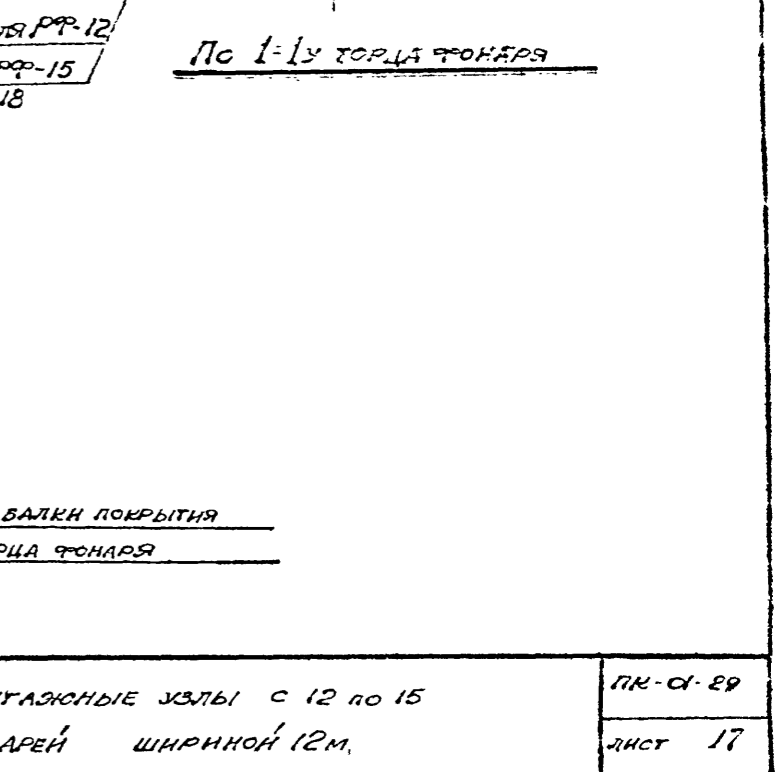 РФ-12
РФ-15
18
По 1-1 у торца фонаря
балки покрытия
рца фонаря
тажные узлы с 12 по 15
арей шириной 12м.
ПК-01-29
лист 17